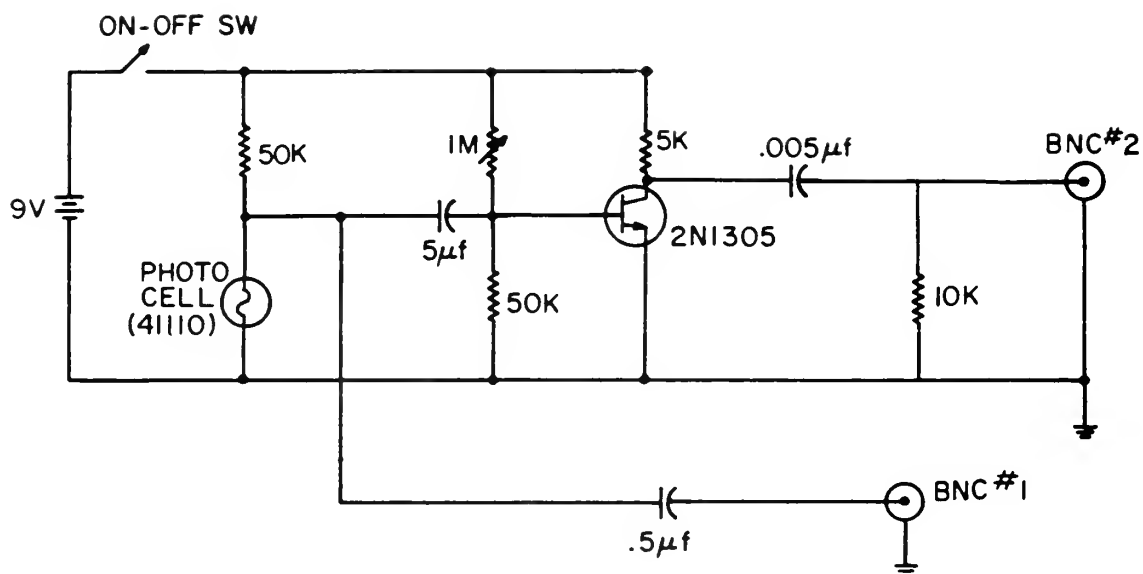 ON-OFF SW
50K
1M
5K
.005μf
BNC #2
9V
5μf
2N1305
PHOTO
CELL
(41110)
50K
10K
BNC #1
.5μf